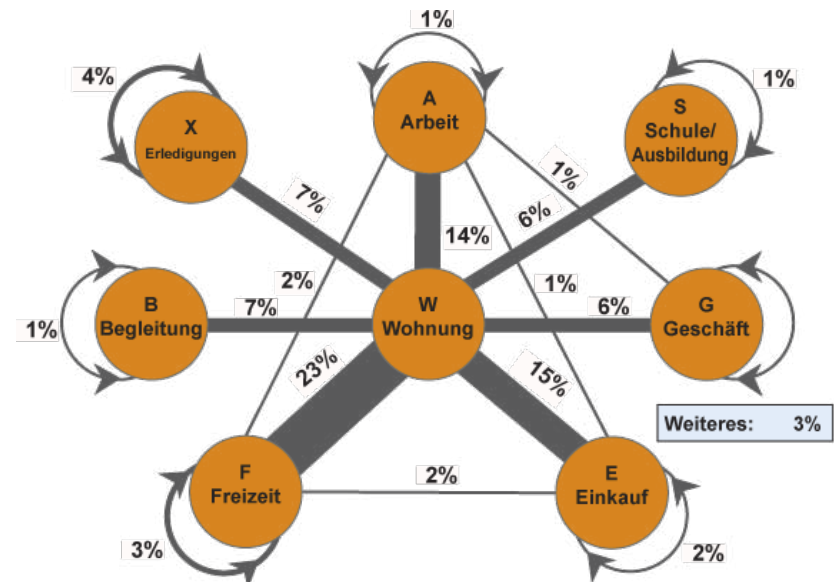 1%
4%
A
Arbeit
X
Erledigungen
S
Schule/
Ausbildung
1%
1%
7%
6%
14%
2%
1%
B
Begleitung
1%
7%
W
Wohnung
6%
G
Geschäft
23%
15%
Weiteres: 3%
F
Freizeit
2%
E
Einkauf
3%
2%